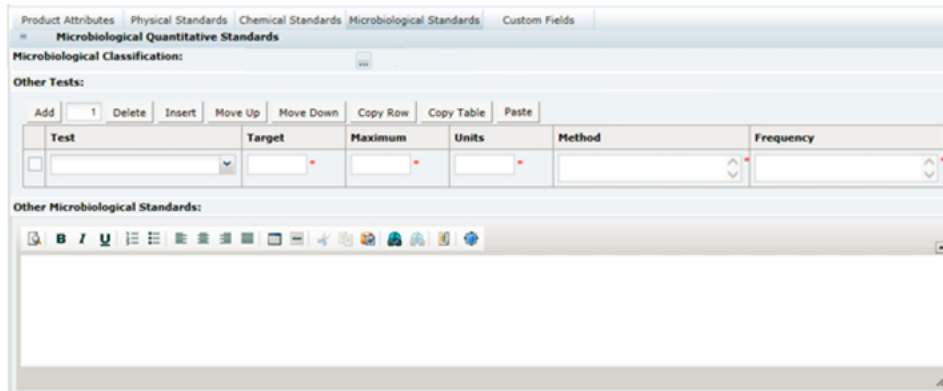 Product Attributes Physical Standards Chemical Standards Microbiological Standards Custom Fields
Microbiological Quantitative Standards
Microbiological Classification: ...
Other Tests:
Add 1 Delete Insert Move Up Move Down Copy Row Copy Table Paste
Test Target Maximum Units Method Frequency
* * * * *
Other Microbiological Standards:
B I U